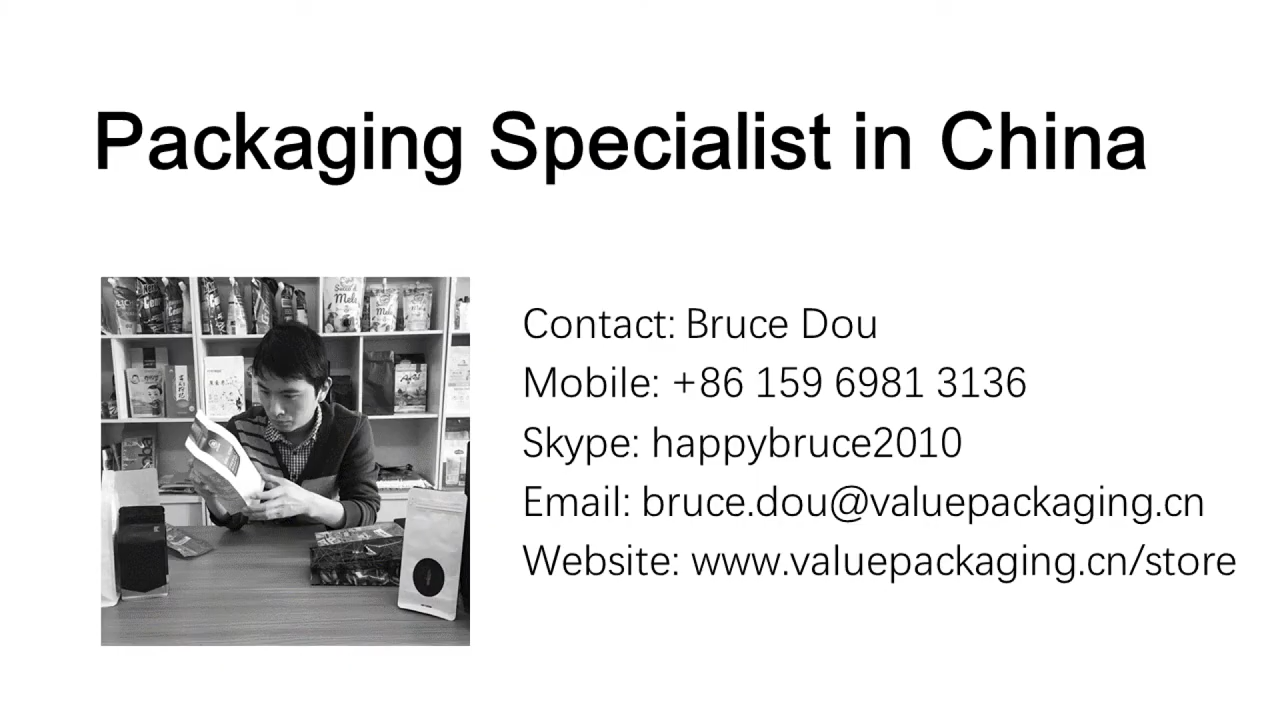 Packaging Specialist in China
Contact: Bruce Dou
Mobile: +86 159 6981 3136
Skype: happybruce2010
Email: bruce.dou@valuepackaging.cn
Website: www.valuepackaging.cn/store